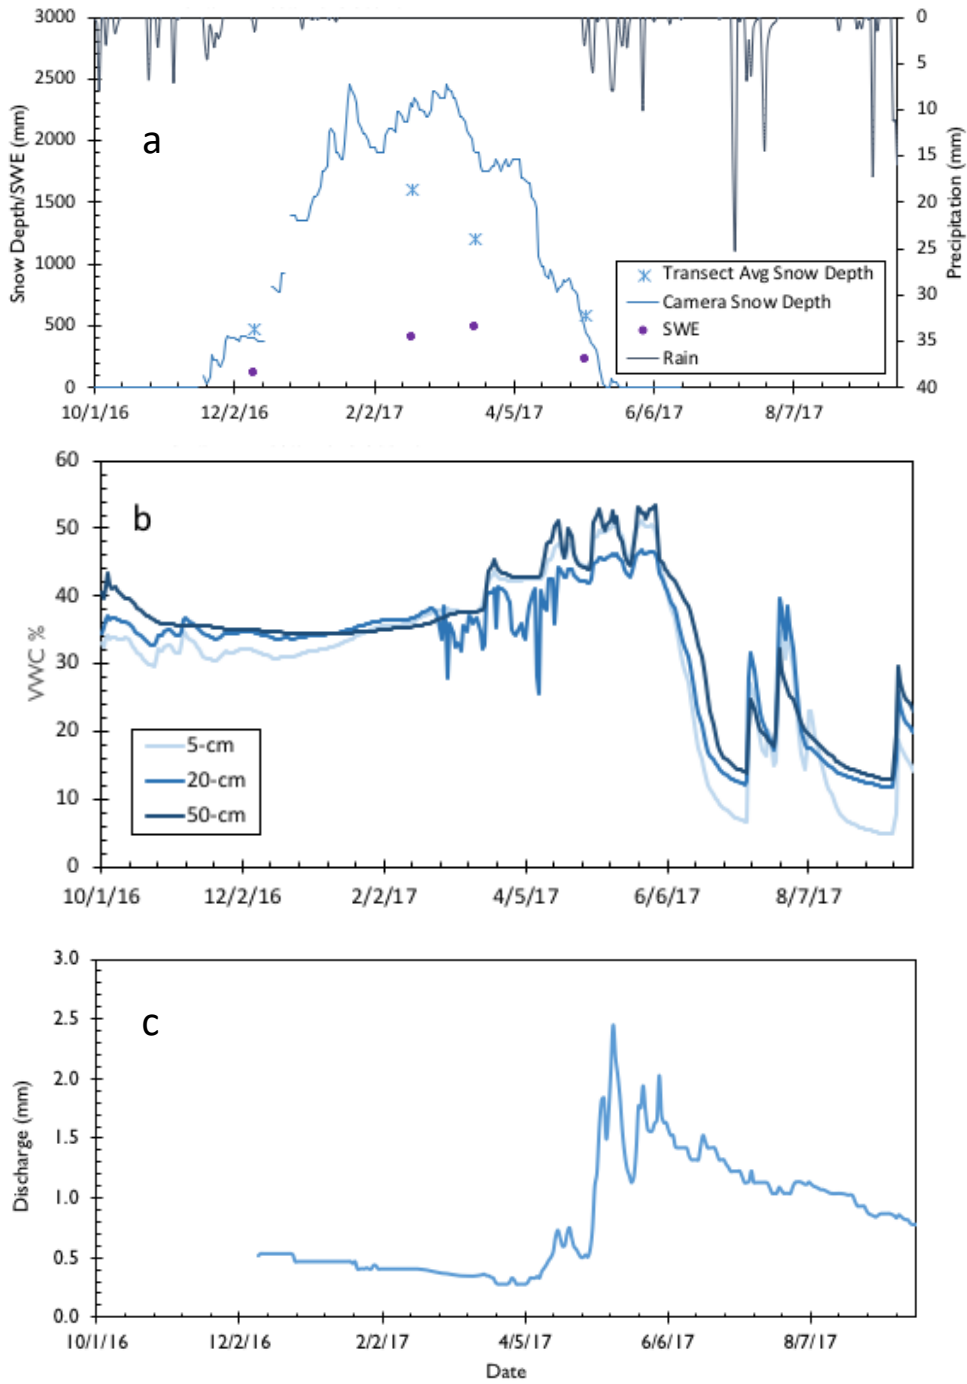 3000
2500
2000
1500
1000
500
0
Snow Depth/SWE (mm)
a
0
5
10
15
20
25
30
35
40
Precipitation (mm)
Transect Avg Snow Depth
Camera Snow Depth
SWE
Rain
10/1/16 12/2/16 2/2/17 4/5/17 6/6/17 8/7/17
60
50
40
30
20
10
0
VWC %
b
5-cm
20-cm
50-cm
10/1/16 12/2/16 2/2/17 4/5/17 6/6/17 8/7/17
3.0
2.5
2.0
1.5
1.0
0.5
0.0
Discharge (mm)
c
10/1/16 12/2/16 2/2/17 4/5/17 6/6/17 8/7/17
Date